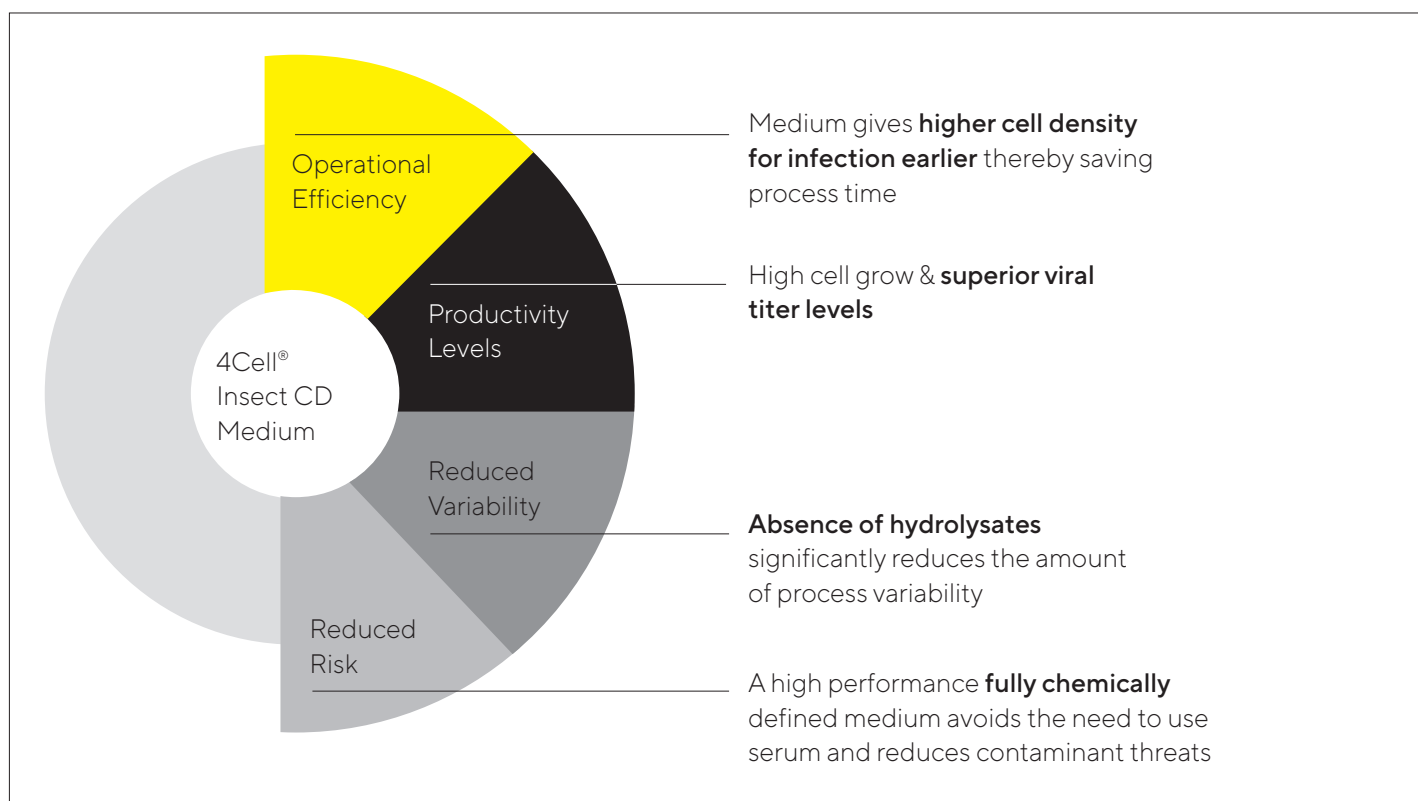 4Cell®
Insect CD
Medium
Operational
Efficiency
Medium gives higher cell density
for infection earlier thereby saving
process time
Productivity
Levels
High cell grow & superior viral
titer levels
Reduced
Variability
Absence of hydrolysates
significantly reduces the amount
of process variability
Reduced
Risk
A high performance fully chemically
defined medium avoids the need to use
serum and reduces contaminant threats